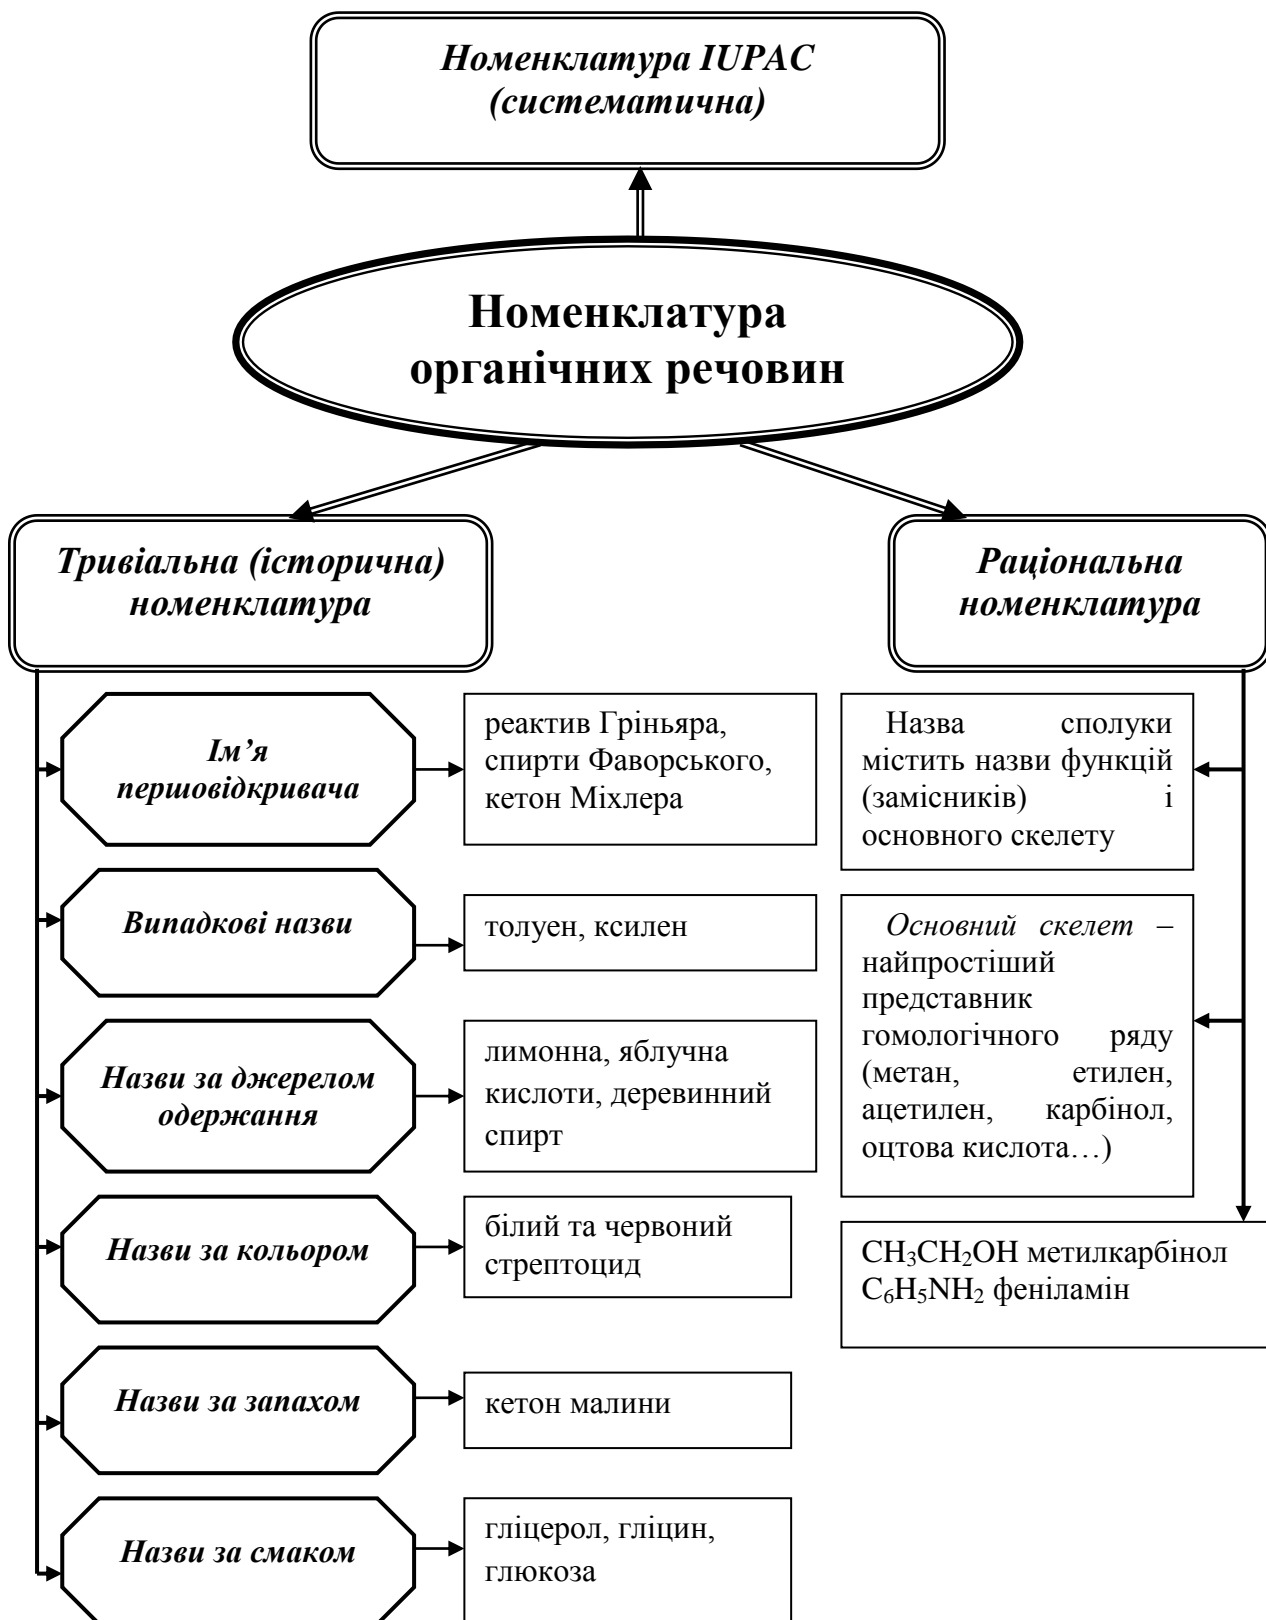 Номенклатура IUPAC
(систематична)
Номенклатура
органічних речовин
Тривіальна (історична)
номенклатура
Раціональна
номенклатура
Ім’я
першовідкривача
реактив Гріньяра,
спирти Фаворського,
кетон Міхлера
Випадкові назви
толуен, ксилен
Назви за джерелом
одержання
лимонна, яблучна
кислоти, деревинний
спирт
Назви за кольором
білий та червоний
стрептоцид
Назви за запахом
кетон малини
Назви за смаком
гліцерол, гліцин,
глюкоза
Назва сполуки
містить назви функцій
(замісників) і
основного скелету
Основний скелет –
найпростіший
представник
гомологічного ряду
(метан, етилен,
ацетилен, карбінол,
оцтова кислота…)
CH₃CH₂OH метилкарбінол
C₆H₅NH₂ феніламін